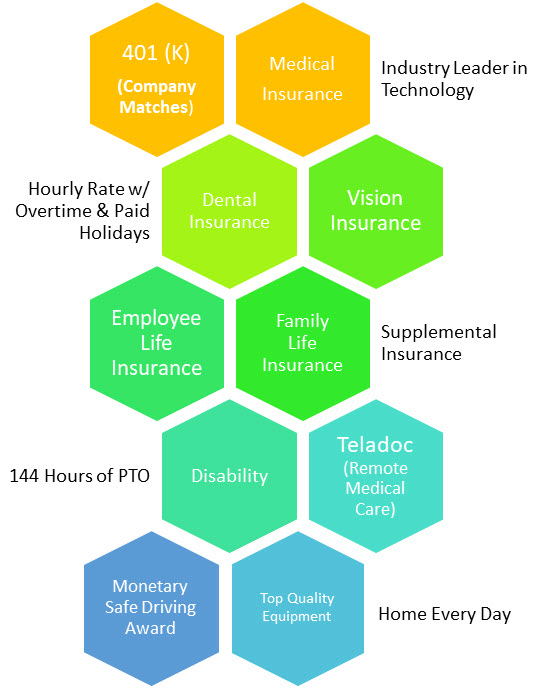 401 (K)
(Company
Matches)
Medical
Insurance
Industry Leader in
Technology
Hourly Rate w/
Overtime & Paid
Holidays
Dental
Insurance
Vision
Insurance
Employee
Life
Insurance
Family
Life
Insurance
Supplemental
Insurance
144 Hours of PTO
Disability
Teladoc
(Remote
Medical
Care)
Monetary
Safe Driving
Award
Top Quality
Equipment
Home Every Day